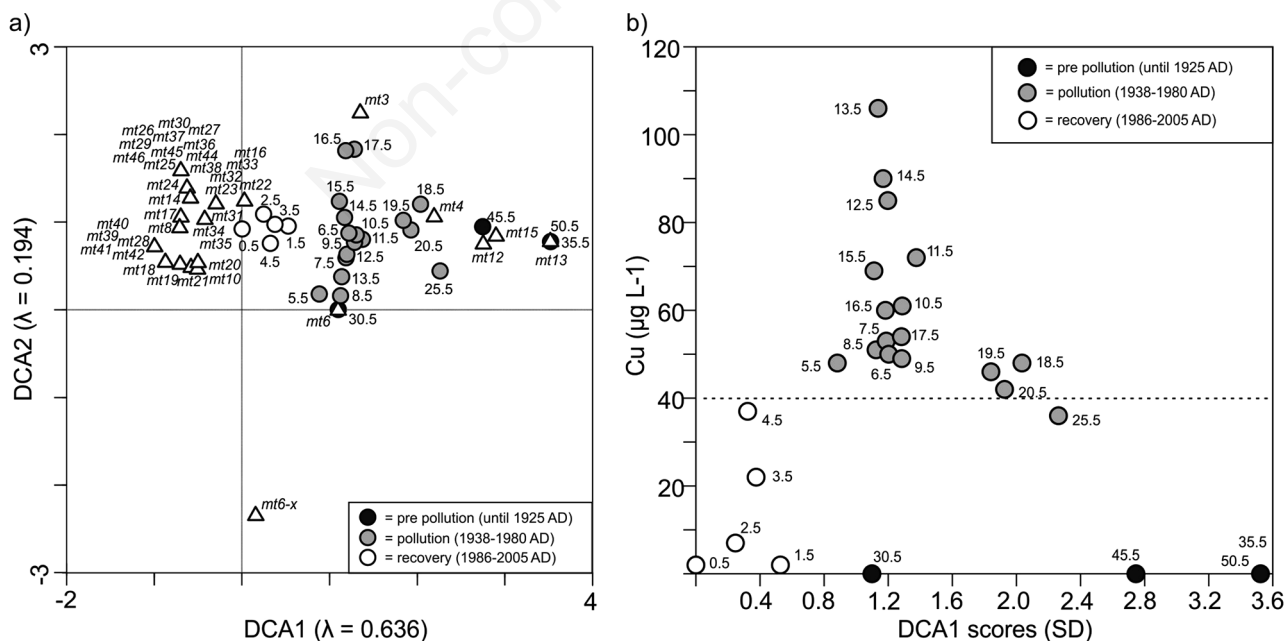 a)
3
-3
-2
4
DCA2 (λ = 0.194)
DCA1 (λ = 0.636)
Non-com
mt3
mt30
mt26 mt27
mt37
mt29 mt36
mt45
mt46 mt44
mt25 mt38
mt16
mt33
mt32
mt24
mt23 mt22
mt14
mt17
mt31
mt8
mt34
mt40
mt39 mt28
mt35
mt41 mt42
mt18
mt20
mt19 mt21 mt10
16.5 17.5
15.5
14.5
18.5
19.5
mt4
2.5
3.5
0.5
1.5
4.5
6.5
10.5
9.5
11.5
7.5
12.5
20.5
45.5
mt15
mt12
50.5
35.5
mt13
13.5
25.5
5.5
8.5
mt6
30.5
mt6-x
= pre pollution (until 1925 AD)
= pollution (1938-1980 AD)
= recovery (1986-2005 AD)
b)
120
100
80
60
40
20
Cu (µg L-1)
= pre pollution (until 1925 AD)
= pollution (1938-1980 AD)
= recovery (1986-2005 AD)
13.5
14.5
12.5
11.5
15.5
16.5
10.5
7.5
17.5
8.5
5.5
6.5
9.5
19.5
18.5
20.5
25.5
4.5
3.5
2.5
0.5
1.5
30.5
45.5
35.5
50.5
0.4 0.8 1.2 1.6 2.0 2.4 2.8 3.2 3.6
DCA1 scores (SD)